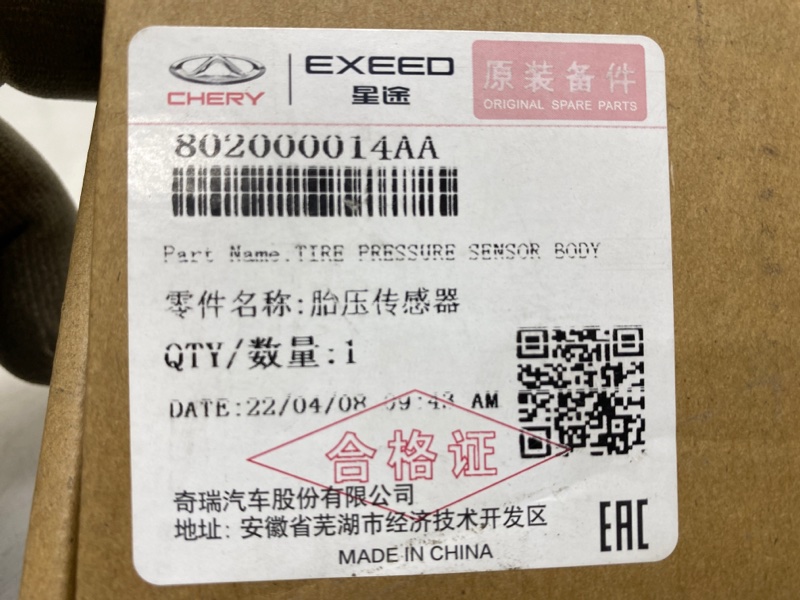 CHERY
EXEED
星途
原装备件
ORIGINAL SPARE PARTS
802000014AA
Part Name.TIRE PRESSURE SENSOR BODY
零件名称:胎压传感器
QTY/数量:1
DATE:22/04/08 09:43 AM
合格证
奇瑞汽车股份有限公司
地址: 安徽省芜湖市经济技术开发区
MADE IN CHINA
EAC